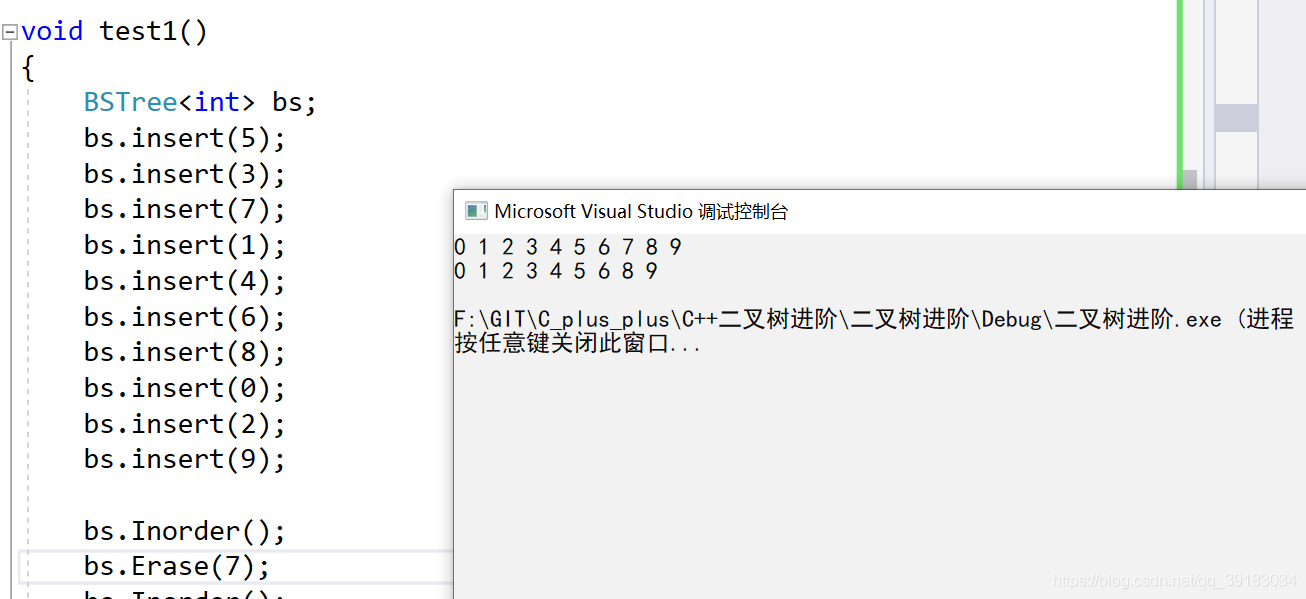 void test1()
{
BSTree<int> bs;
bs.insert(5);
bs.insert(3);
bs.insert(7);
bs.insert(1);
bs.insert(4);
bs.insert(6);
bs.insert(8);
bs.insert(0);
bs.insert(2);
bs.insert(9);
bs.Inorder();
bs.Erase(7);
bs.Inorder();
Microsoft Visual Studio 调试控制台
0 1 2 3 4 5 6 7 8 9
0 1 2 3 4 5 6 8 9
F:\GIT\C_plus_plus\C++二叉树进阶\二叉树进阶\Debug\二叉树进阶.exe (进程
按任意键关闭此窗口...
https://blog.csdn.net/qq_39183034